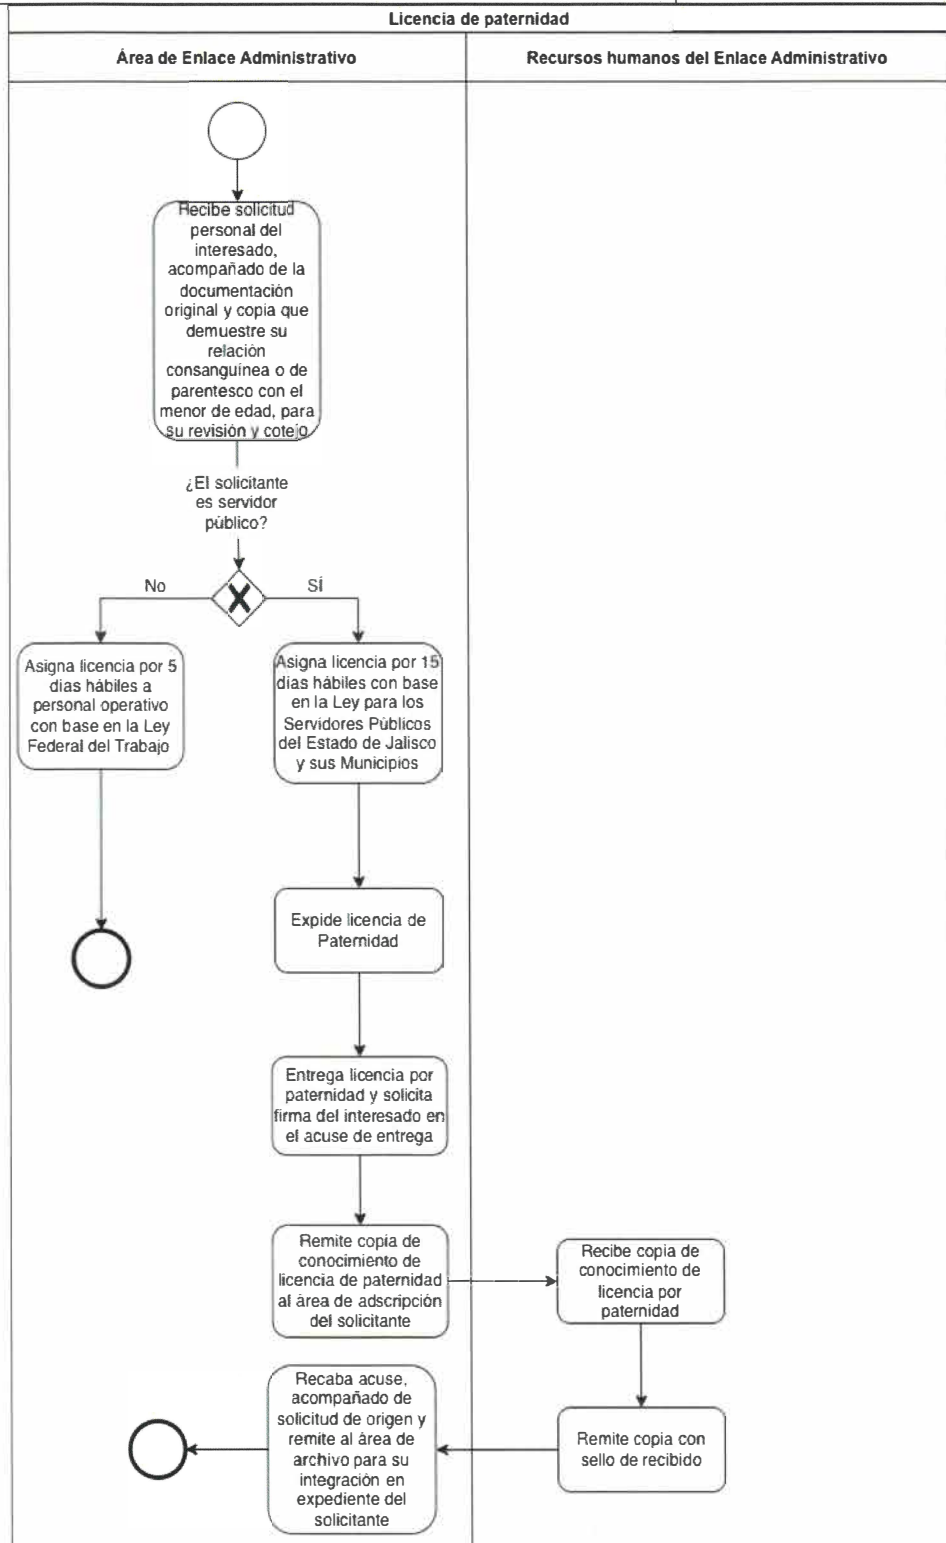 Licencia de paternidad
Área de Enlace Administrativo
Recursos humanos del Enlace Administrativo
Recibe solicitud
personal del
interesado,
acompañado de la
documentación
original y copia que
demuestre su
relación
consanguínea o de
parentesco con el
menor de edad, para
su revisión y cotejo
¿El solicitante
es servidor
público?
No
SÍ
Asigna licencia por 5
días hábiles a
personal operativo
con base en la Ley
Federal del Trabajo
Asigna licencia por 15
días hábiles con base
en la Ley para los
Servidores Públicos
del Estado de Jalisco
y sus Municipios
Expide licencia de
Paternidad
Entrega licencia por
paternidad y solicita
firma del interesado en
el acuse de entrega
Remite copia de
conocimiento de
licencia de paternidad
al área de adscripción
del solicitante
Recibe copia de
conocimiento de
licencia por
paternidad
Recaba acuse,
acompañado de
solicitud de origen y
remite al área de
archivo para su
integración en
expediente del
solicitante
Remite copia con
sello de recibido